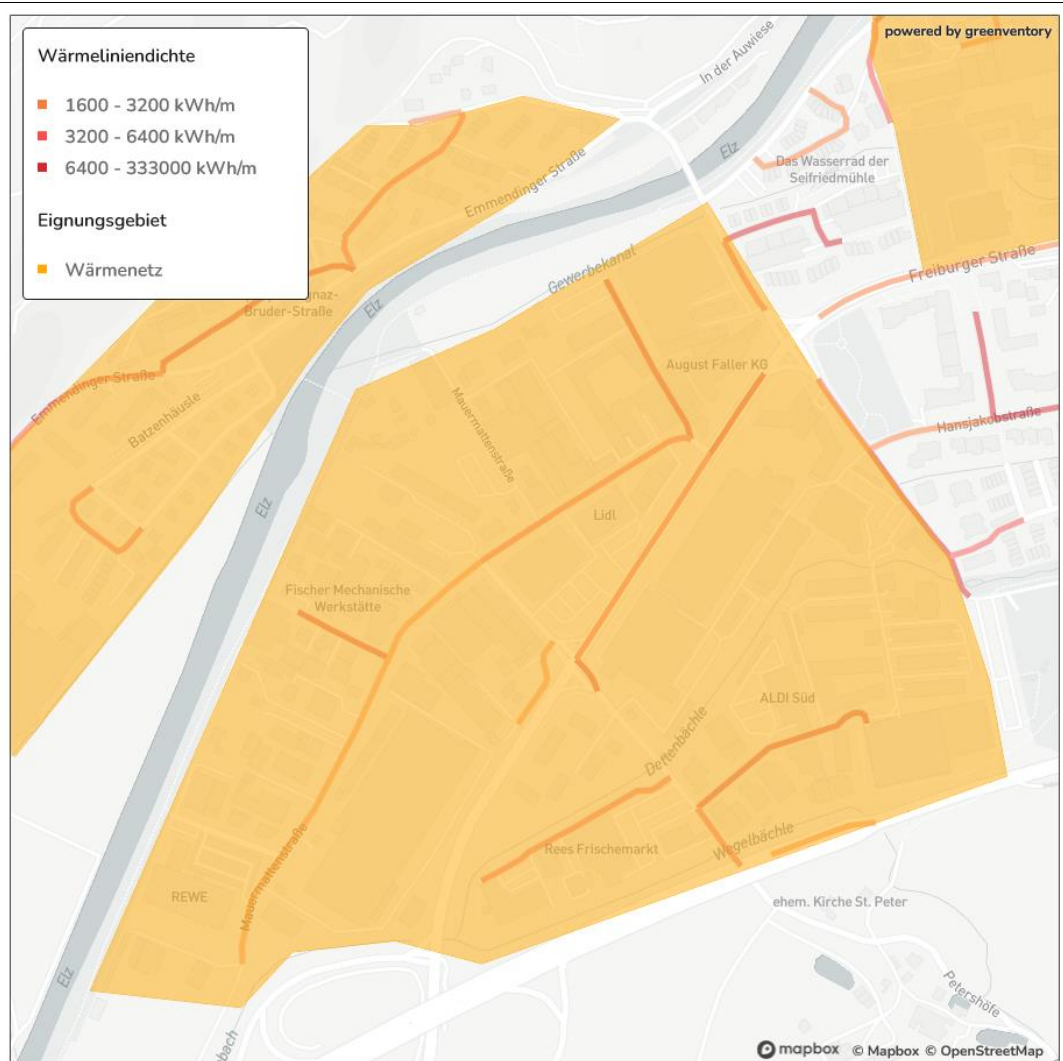 powered by greenventory
Wärmeliniendichte
1600 - 3200 kWh/m
3200 - 6400 kWh/m
6400 - 333000 kWh/m
Eignungsgebiet
Wärmenetz
In der Auwiese
Elz
Das Wasserrad der
Seifriedmühle
Emmendinger Straße
Freiburger Straße
Gewerbekanal
Elz
gnaz-
Bruder-Straße
August Faller KG
Emmendinger Straße
Batzenhäusle
Mauermattenstraße
Hansjakobstraße
Elz
Lidl
Fischer Mechanische
Werkstätte
ALDI Süd
Dettenbächle
Mauermattenstraße
Rees Frischemarkt
Wegelbächle
REWE
ehem. Kirche St. Peter
Elz
Petershöfe
bach
mapbox © Mapbox © OpenStreetMap